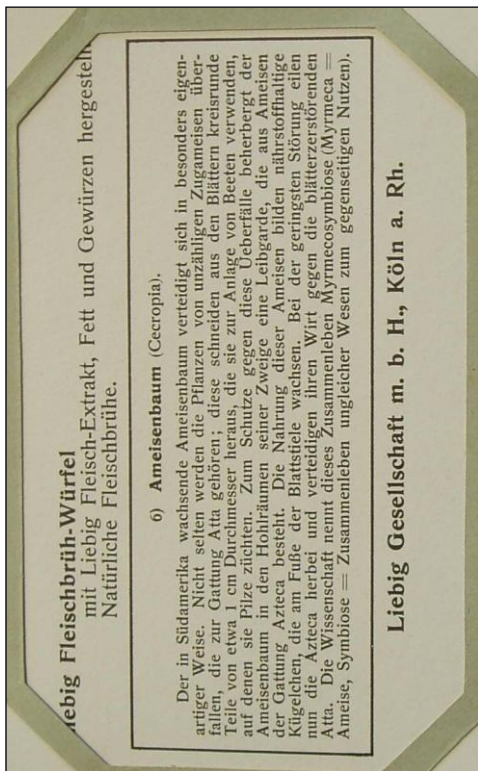 iebig Fleischbrüh-Würfel
mit Liebig Fleisch-Extrakt, Fett und Gewürzen hergestell
Natürliche Fleischbrühe.
6) Ameisenbaum (Cecropia).
Der in Südamerika wachsende Ameisenbaum verteidigt sich in besonders eigen-
artiger Weise. Nicht selten werden die Pflanzen von unzähligen Zugameisen über-
fallen, die zur Gattung Atta gehören; diese schneiden aus den Blättern kreisrunde
Teile von etwa 1 cm Durchmesser heraus, die sie zur Anlage von Beeten verwenden,
auf denen sie Pilze züchten. Zum Schutze gegen diese Ueberfälle beherbergt der
Ameisenbaum in den Hohlräumen seiner Zweige eine Leibgarde, die aus Ameisen
der Gattung Azteca besteht. Die Nahrung dieser Ameisen bilden nährstoffhaltige
Kügelchen, die am Fuße der Blattstiele wachsen. Bei der geringsten Störung eilen
nun die Azteca herbei und verteidigen ihren Wirt gegen die blätterzerstörenden
Atta. Die Wissenschaft nennt dieses Zusammenleben Myrmecosymbiose (Myrmeca =
Ameise, Symbiose = Zusammenleben ungleicher Wesen zum gegenseitigen Nutzen).
Liebig Gesellschaft m. b. H., Köln a. Rh.